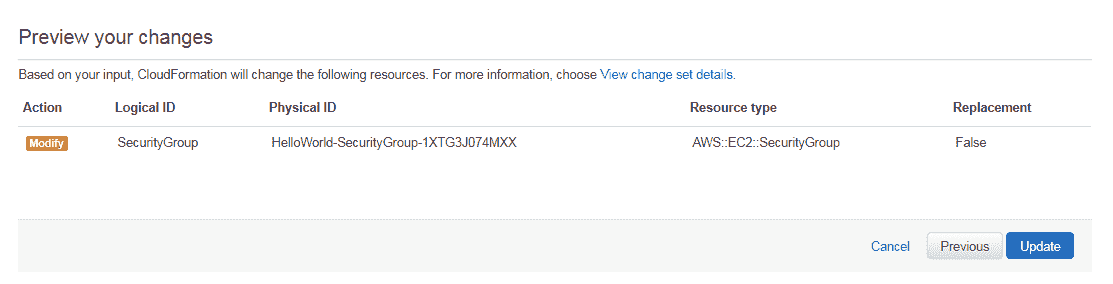 Preview your changes
Based on your input, CloudFormation will change the following resources. For more information, choose View change set details.
Action Logical ID Physical ID Resource type Replacement
Modify SecurityGroup HelloWorld-SecurityGroup-1XTG3J074MXX AWS::EC2::SecurityGroup False
Cancel Previous Update